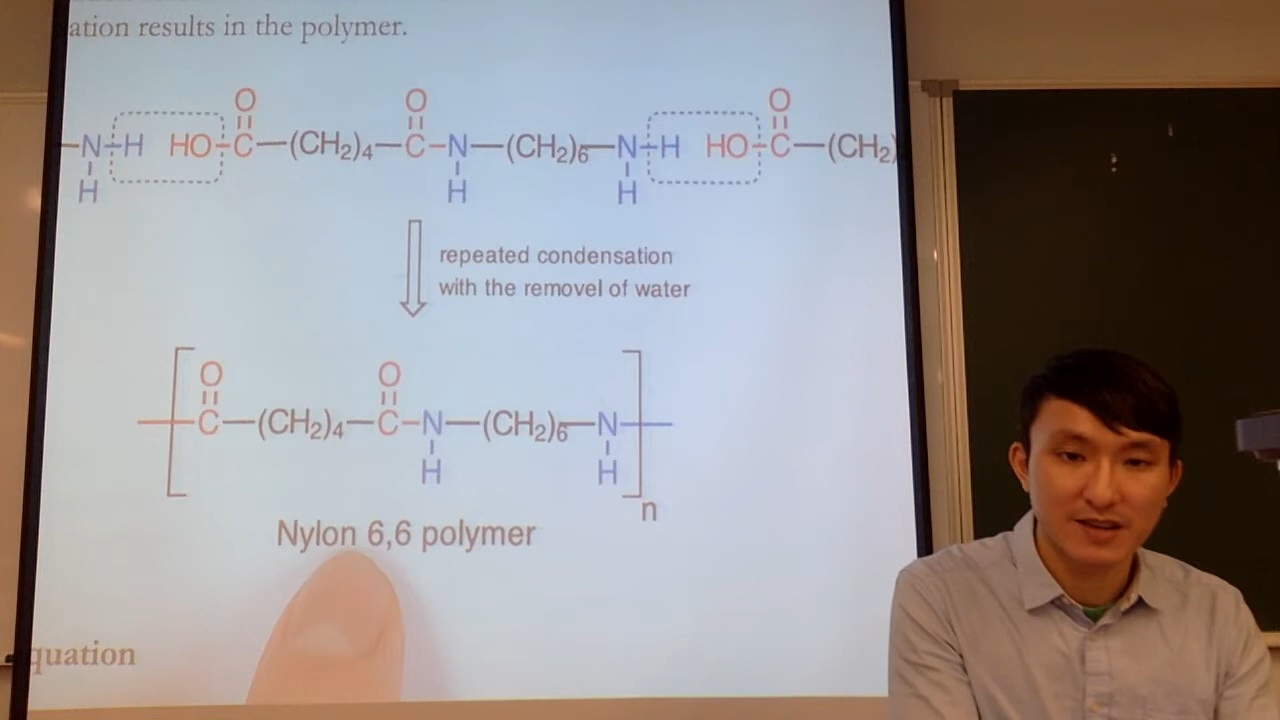 ation results in the polymer.
O O O
–N–H HO–C–(CH₂)₄–C–N–(CH₂)₆–N–H HO–C–(CH₂)
H H H
repeated condensation
with the removel of water
O O
C–(CH₂)₄–C–N–(CH₂)₆–N
H H
n
Nylon 6,6 polymer
quation